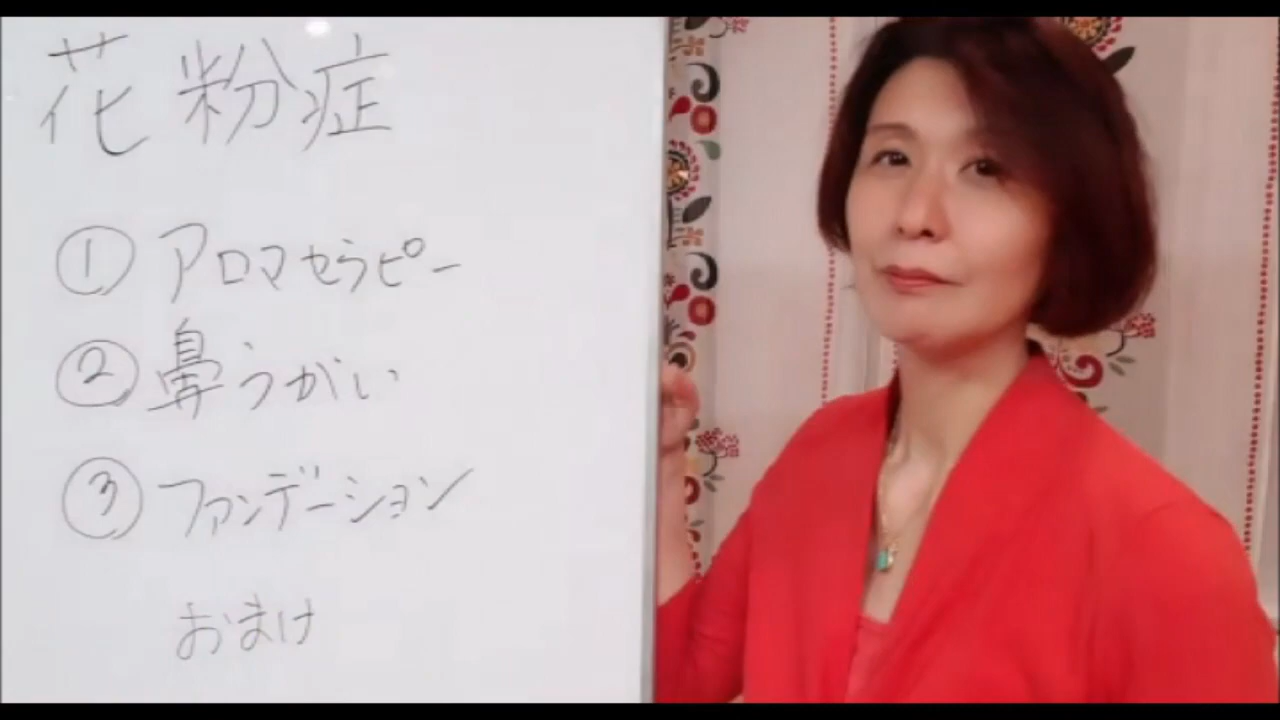 花粉症
① アロマセラピー
② 鼻うがい
③ ファンデーション
おまけ